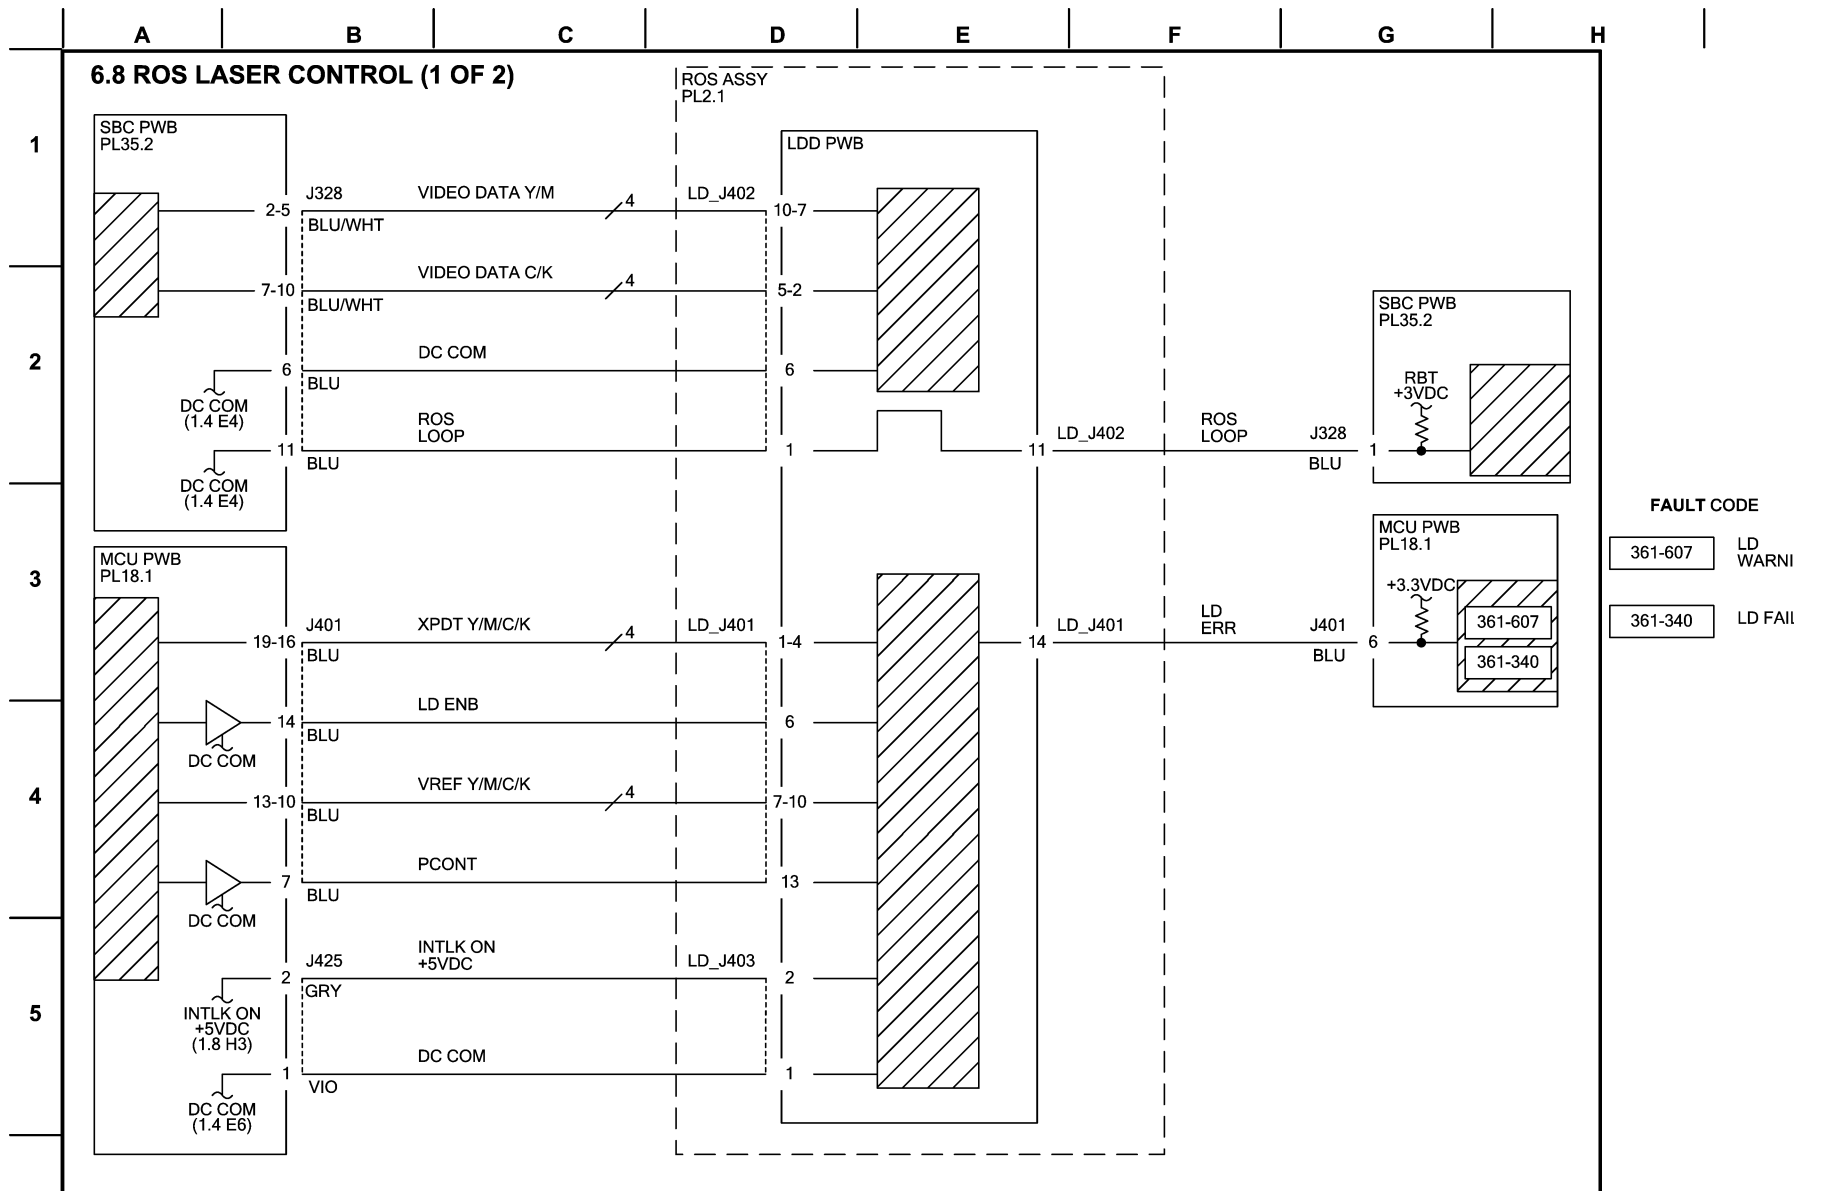 A B C D E F G H
6.8 ROS LASER CONTROL (1 OF 2)
ROS ASSY
PL2.1
1
SBC PWB
PL35.2
LDD PWB
J328 VIDEO DATA Y/M 4 LD_J402
2-5 10-7
BLU/WHT
VIDEO DATA C/K 4
7-10 5-2
BLU/WHT
SBC PWB
PL35.2
2
DC COM
6 6
BLU
RBT
+3VDC
DC COM
(1.4 E4)
ROS
LOOP
LD_J402 ROS
LOOP
J328
11 1 11 1
BLU BLU
DC COM
(1.4 E4)
FAULT CODE
361-607 LD
WARNI
361-340 LD FAIL
3
MCU PWB
PL18.1
MCU PWB
PL18.1
+3.3VDC
J401 XPDT Y/M/C/K 4 LD_J401
LD_J401 LD
ERR
J401
19-16 1-4 14 6
BLU BLU
361-607
361-340
LD ENB
14 6
BLU
DC COM
4
VREF Y/M/C/K 4
13-10 7-10
BLU
PCONT
7 13
BLU
DC COM
5
INTLK ON
+5VDC
J425 LD_J403
2 2
GRY
INTLK ON
+5VDC
(1.8 H3)
DC COM
1 1
VIO
DC COM
(1.4 E6)